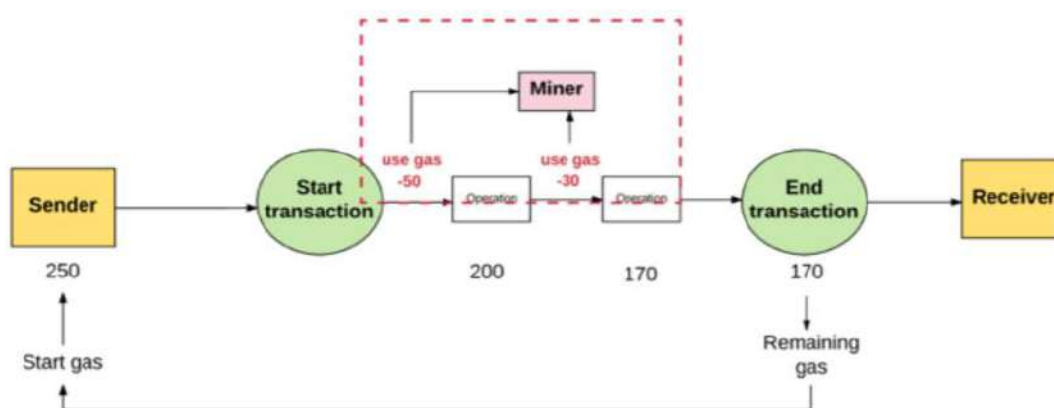 Miner
use gas
-50
use gas
-30
Sender
Start
transaction
Operation
Operation
End
transaction
Receiver
250
200
170
170
Start gas
Remaining
gas